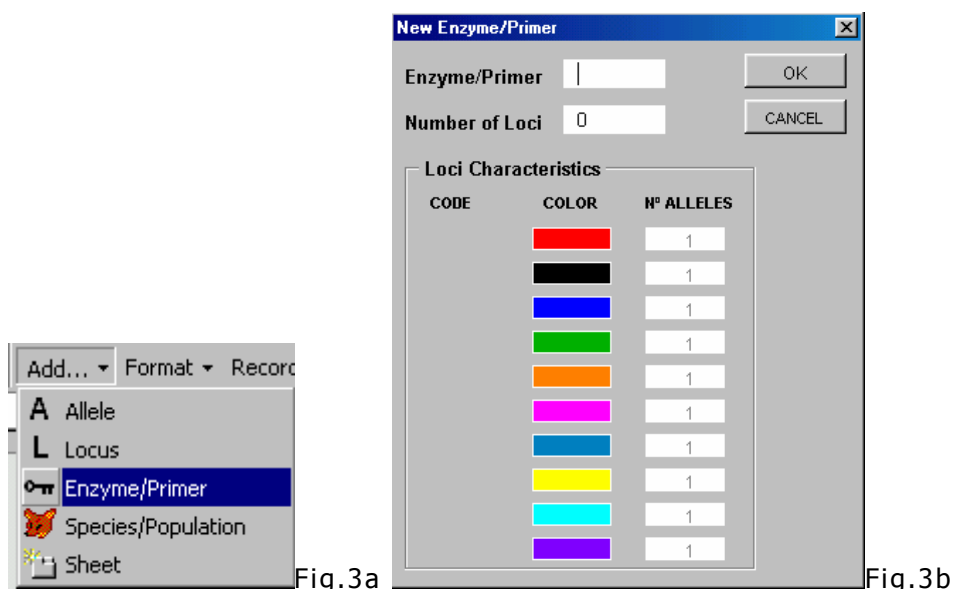 Add... Format Record
A Allele
L Locus
Enzyme/Primer
Species/Population
Sheet
Fig.3a
New Enzyme/Primer
Enzyme/Primer OK
Number of Loci 0 CANCEL
Loci Characteristics
CODE COLOR Nº ALLELES
1
1
1
1
1
1
1
1
1
1
Fig.3b